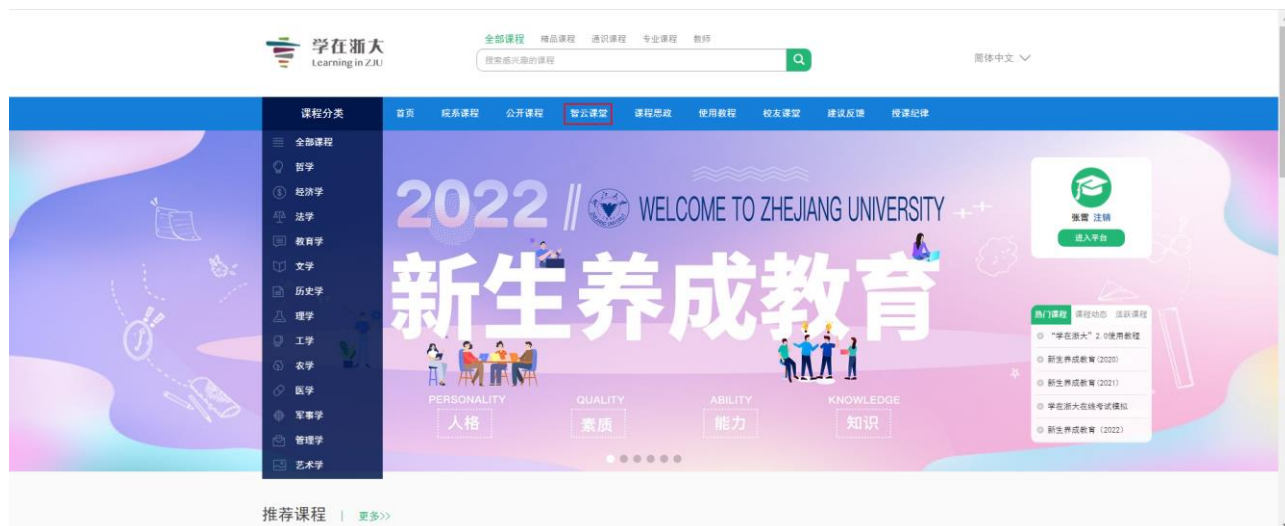 学在浙大
Learning in ZJU
全部课程 精品课程 通识课程 专业课程 教师
搜索感兴趣的课程
简体中文
课程分类 首页 院系课程 公开课程 智云课堂 课程思政 使用教程 校友课堂 建议反馈 授课纪律
全部课程
哲学
经济学
法学
教育学
文学
历史学
理学
工学
农学
医学
军事学
管理学
艺术学
2022 // WELCOME TO ZHEJIANG UNIVERSITY
新生养成教育
PERSONALITY QUALITY ABILITY KNOWLEDGE
人格 素质 能力 知识
张雷 注销
进入平台
热门课程 课程动态 活跃课程
“学在浙大”2.0使用教程
新生养成教育(2020)
新生养成教育(2021)
学在浙大在线考试模拟
新生养成教育(2022)
推荐课程 | 更多>>